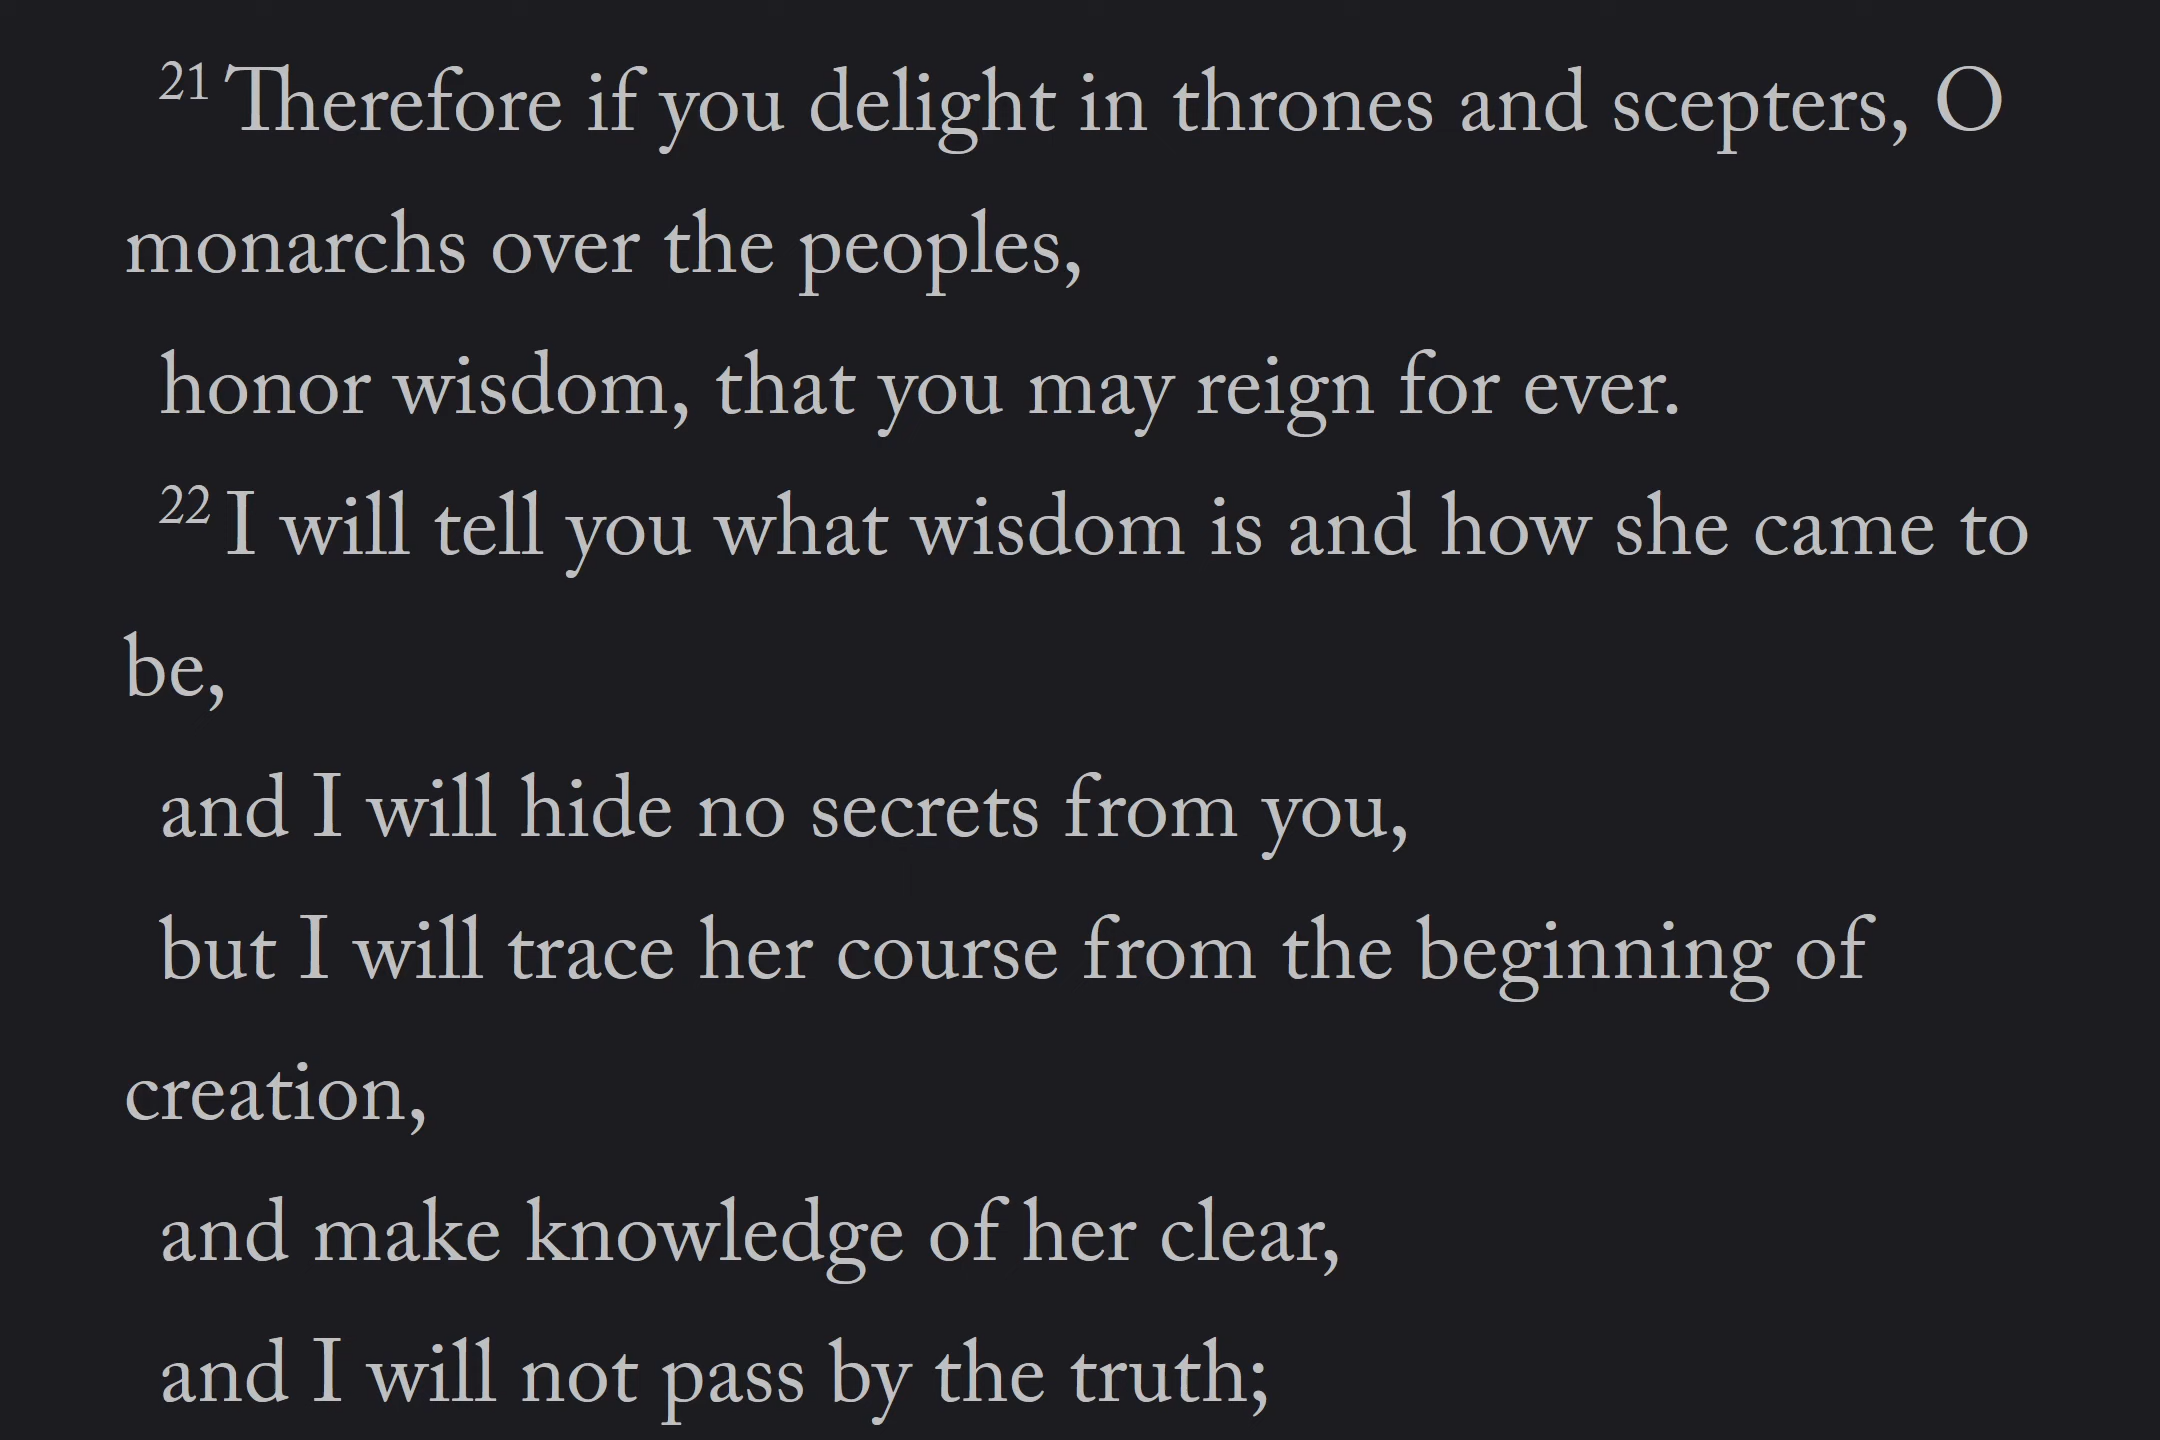 21 Therefore if you delight in thrones and scepters, O
monarchs over the peoples,
honor wisdom, that you may reign for ever.
22 I will tell you what wisdom is and how she came to
be,
and I will hide no secrets from you,
but I will trace her course from the beginning of
creation,
and make knowledge of her clear,
and I will not pass by the truth;